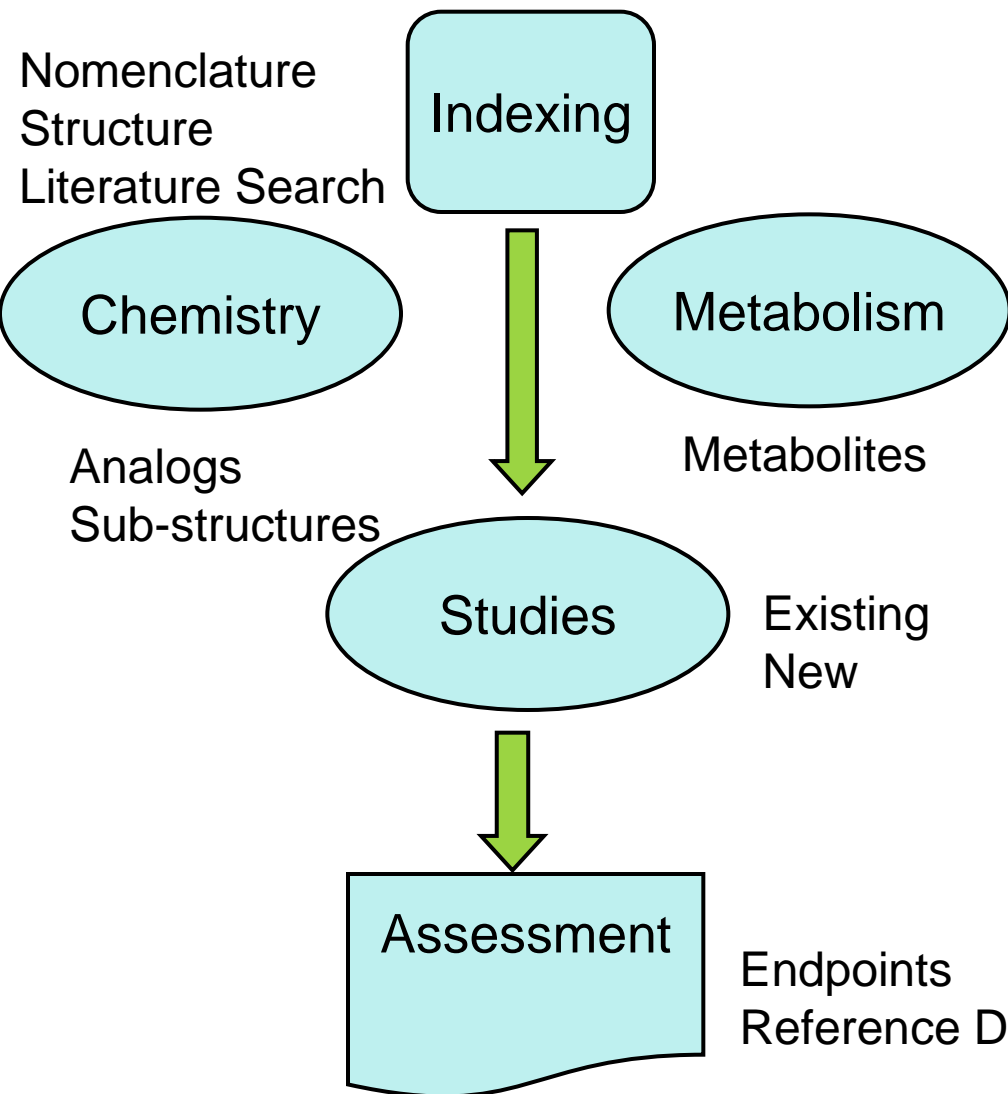 Nomenclature
Structure
Literature Search
Indexing
Chemistry
Metabolism
Analogs
Sub-structures
Metabolites
Studies
Existing
New
Assessment
Endpoints
Reference D